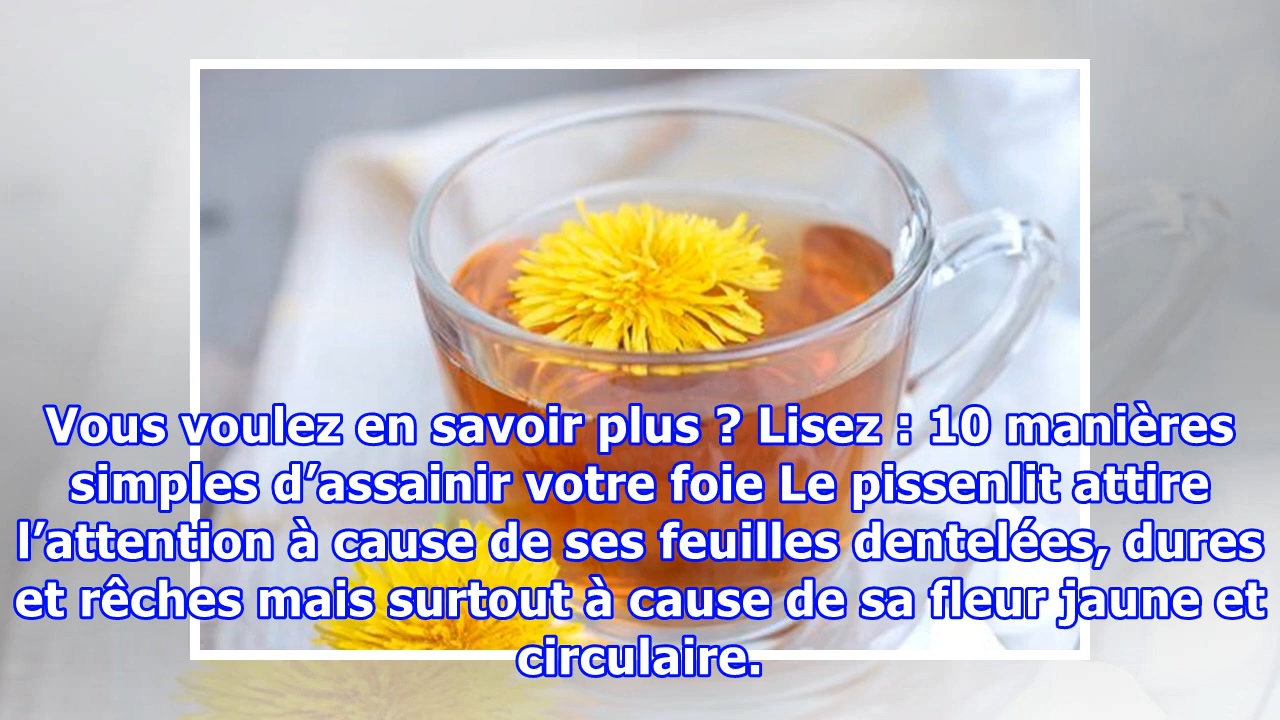 Vous voulez en savoir plus ? Lisez : 10 manières
simples d’assainir votre foie Le pissenlit attire
l’attention à cause de ses feuilles dentelées, dures
et rêches mais surtout à cause de sa fleur jaune et
circulaire.